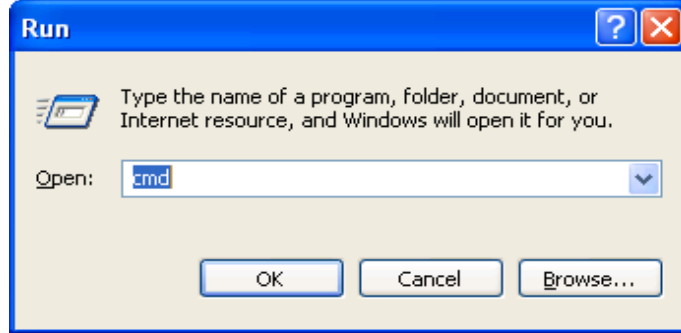 Run
Type the name of a program, folder, document, or
Internet resource, and Windows will open it for you.
Open: cmd
OK Cancel Browse...